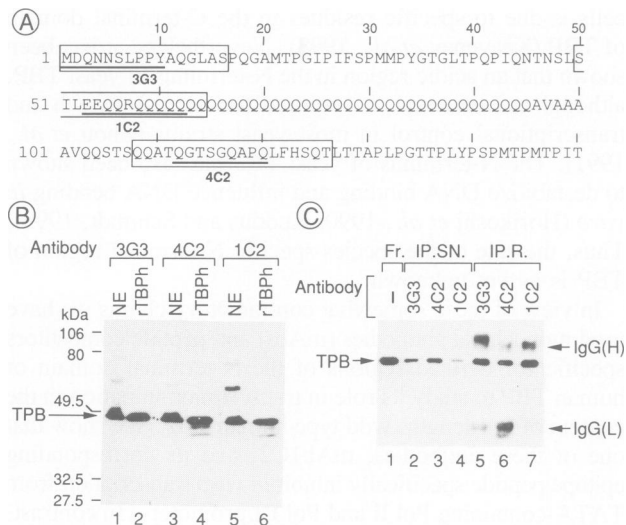 A
10 20 30 40 50
1 MDQNNSLPPYAQGLASPQGAMTPGIPIFSPMMPYGTGLTPQPIQNTNSLS
3G3
51 ILEEQQRQQQQQQQQQQQQQQQQQQQQQQQQQQQQQQQQQQQQQQAVAAA
1C2
101 AVQQSTSQQATQGTSGQAPQLFHSQTLTTAPLPGTTPLYPSPMTPMTPIT
4C2
B
Antibody 3G3 4C2 1C2
NE rTBPh NE rTBPh NE rTBPh
kDa
106
80
49.5
TPB
32.5
27.5
1 2 3 4 5 6
C
Fr. IP.SN. IP.R.
Antibody – 3G3 4C2 1C2 3G3 4C2 1C2
IgG(H)
TPB
IgG(L)
1 2 3 4 5 6 7